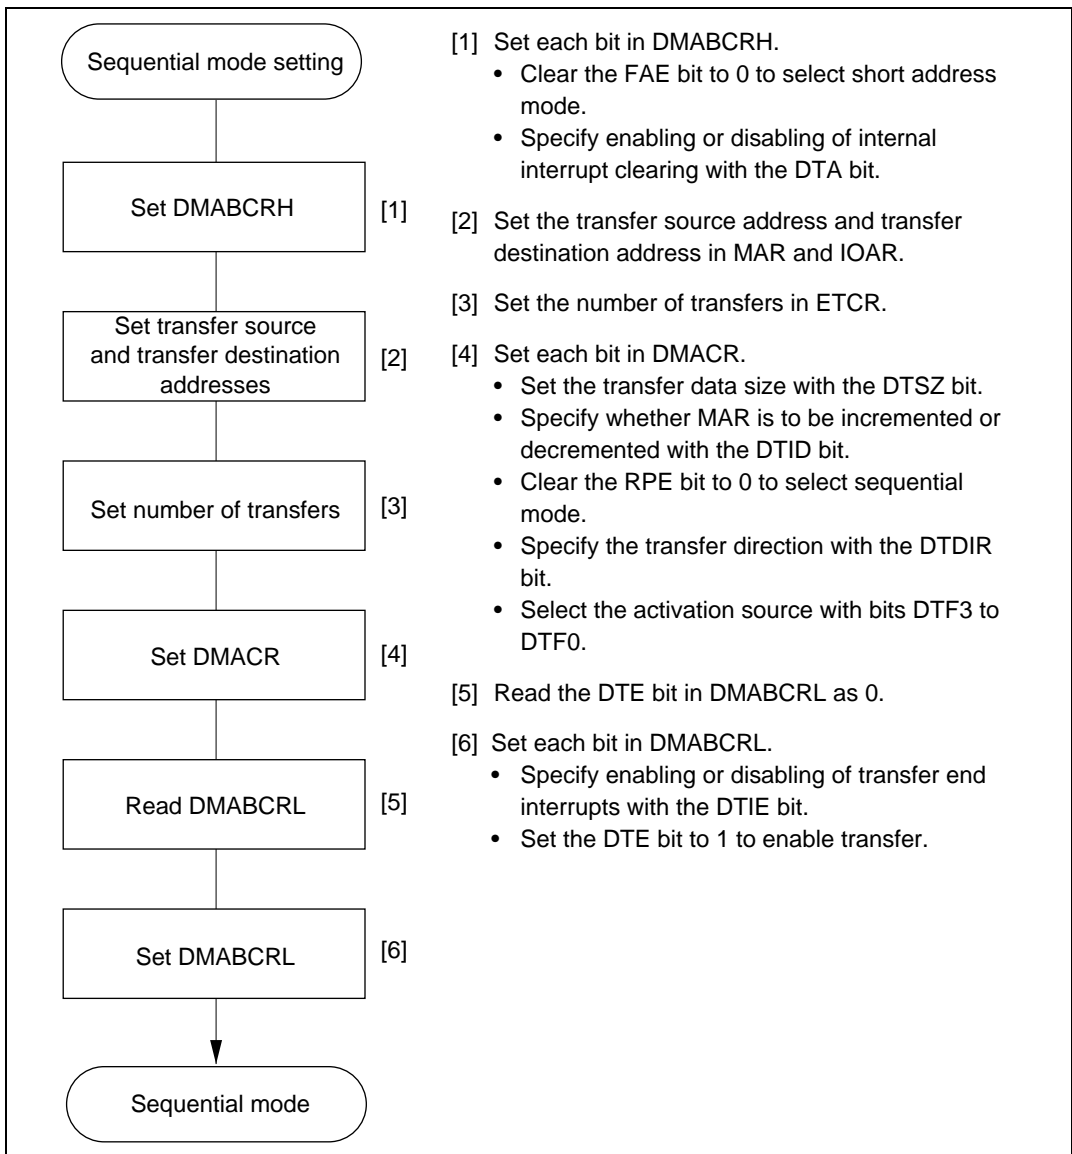 Sequential mode setting
Set DMABCRH
[1]
Set transfer source
and transfer destination
addresses
[2]
Set number of transfers
[3]
Set DMACR
[4]
Read DMABCRL
[5]
Set DMABCRL
[6]
Sequential mode
[1] Set each bit in DMABCRH.
• Clear the FAE bit to 0 to select short address
mode.
• Specify enabling or disabling of internal
interrupt clearing with the DTA bit.
[2] Set the transfer source address and transfer
destination address in MAR and IOAR.
[3] Set the number of transfers in ETCR.
[4] Set each bit in DMACR.
• Set the transfer data size with the DTSZ bit.
• Specify whether MAR is to be incremented or
decremented with the DTID bit.
• Clear the RPE bit to 0 to select sequential
mode.
• Specify the transfer direction with the DTDIR
bit.
• Select the activation source with bits DTF3 to
DTF0.
[5] Read the DTE bit in DMABCRL as 0.
[6] Set each bit in DMABCRL.
• Specify enabling or disabling of transfer end
interrupts with the DTIE bit.
• Set the DTE bit to 1 to enable transfer.